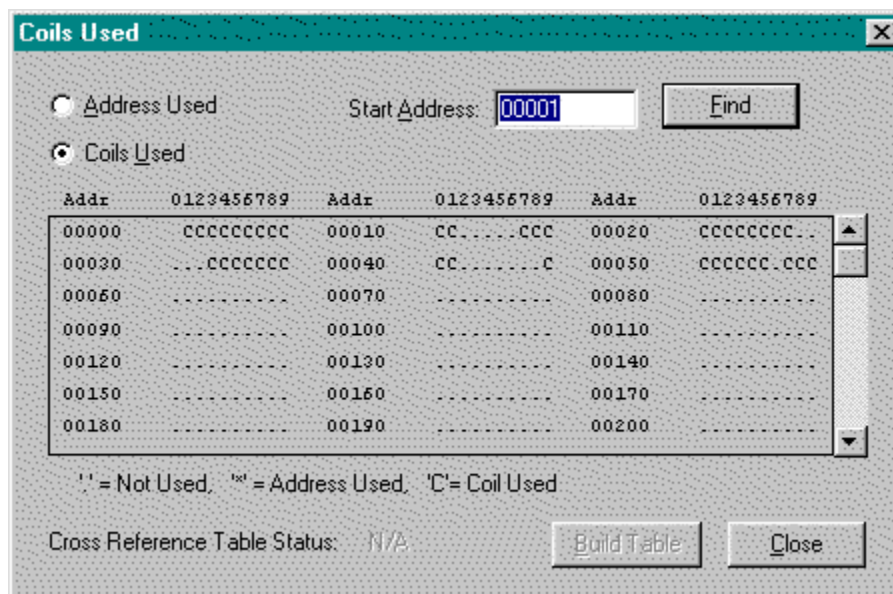 Coils Used
Address Used
Start Address: 00001
Find
Coils Used
Addr 0123456789 Addr 0123456789 Addr 0123456789
00000 CCCCCCCCC 00010 CC.....CCC 00020 CCCCCCCC..
00030 ...CCCCCCC 00040 CC.......C 00050 CCCCCC.CCC
00060 .......... 00070 .......... 00080 ..........
00090 .......... 00100 .......... 00110 ..........
00120 .......... 00130 .......... 00140 ..........
00150 .......... 00160 .......... 00170 ..........
00180 .......... 00190 .......... 00200 ..........
'.' = Not Used, '*' = Address Used, 'C'= Coil Used
Cross Reference Table Status: N/A
Build Table
Close